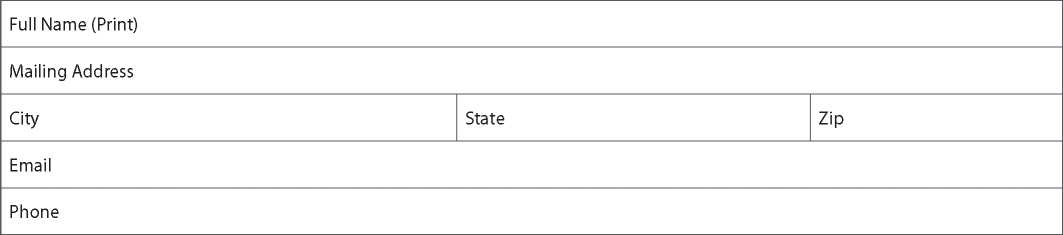 Full Name (Print)
Mailing Address
City State Zip
Email
Phone